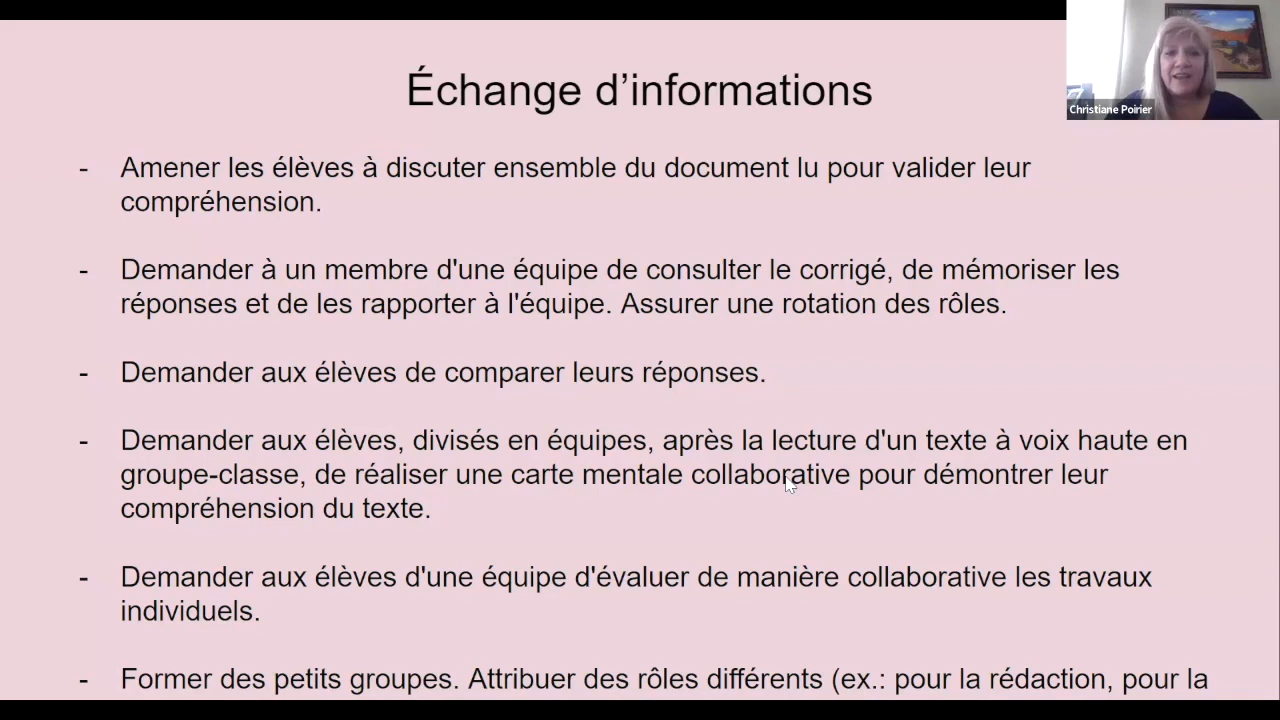 Échange d’informations
Christiane Poirier
- Amener les élèves à discuter ensemble du document lu pour valider leur
compréhension.
- Demander à un membre d'une équipe de consulter le corrigé, de mémoriser les
réponses et de les rapporter à l'équipe. Assurer une rotation des rôles.
- Demander aux élèves de comparer leurs réponses.
- Demander aux élèves, divisés en équipes, après la lecture d'un texte à voix haute en
groupe-classe, de réaliser une carte mentale collaborative pour démontrer leur
compréhension du texte.
- Demander aux élèves d'une équipe d'évaluer de manière collaborative les travaux
individuels.
- Former des petits groupes. Attribuer des rôles différents (ex.: pour la rédaction, pour la